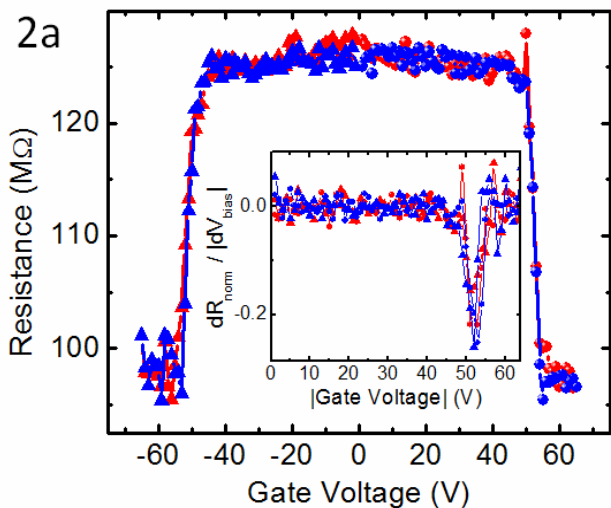 2a
Resistance (MΩ)
120
110
100
-60 -40 -20 0 20 40 60
Gate Voltage (V)
dR_norm / |dV_bias|
0.0
-0.2
0 10 20 30 40 50 60
|Gate Voltage| (V)